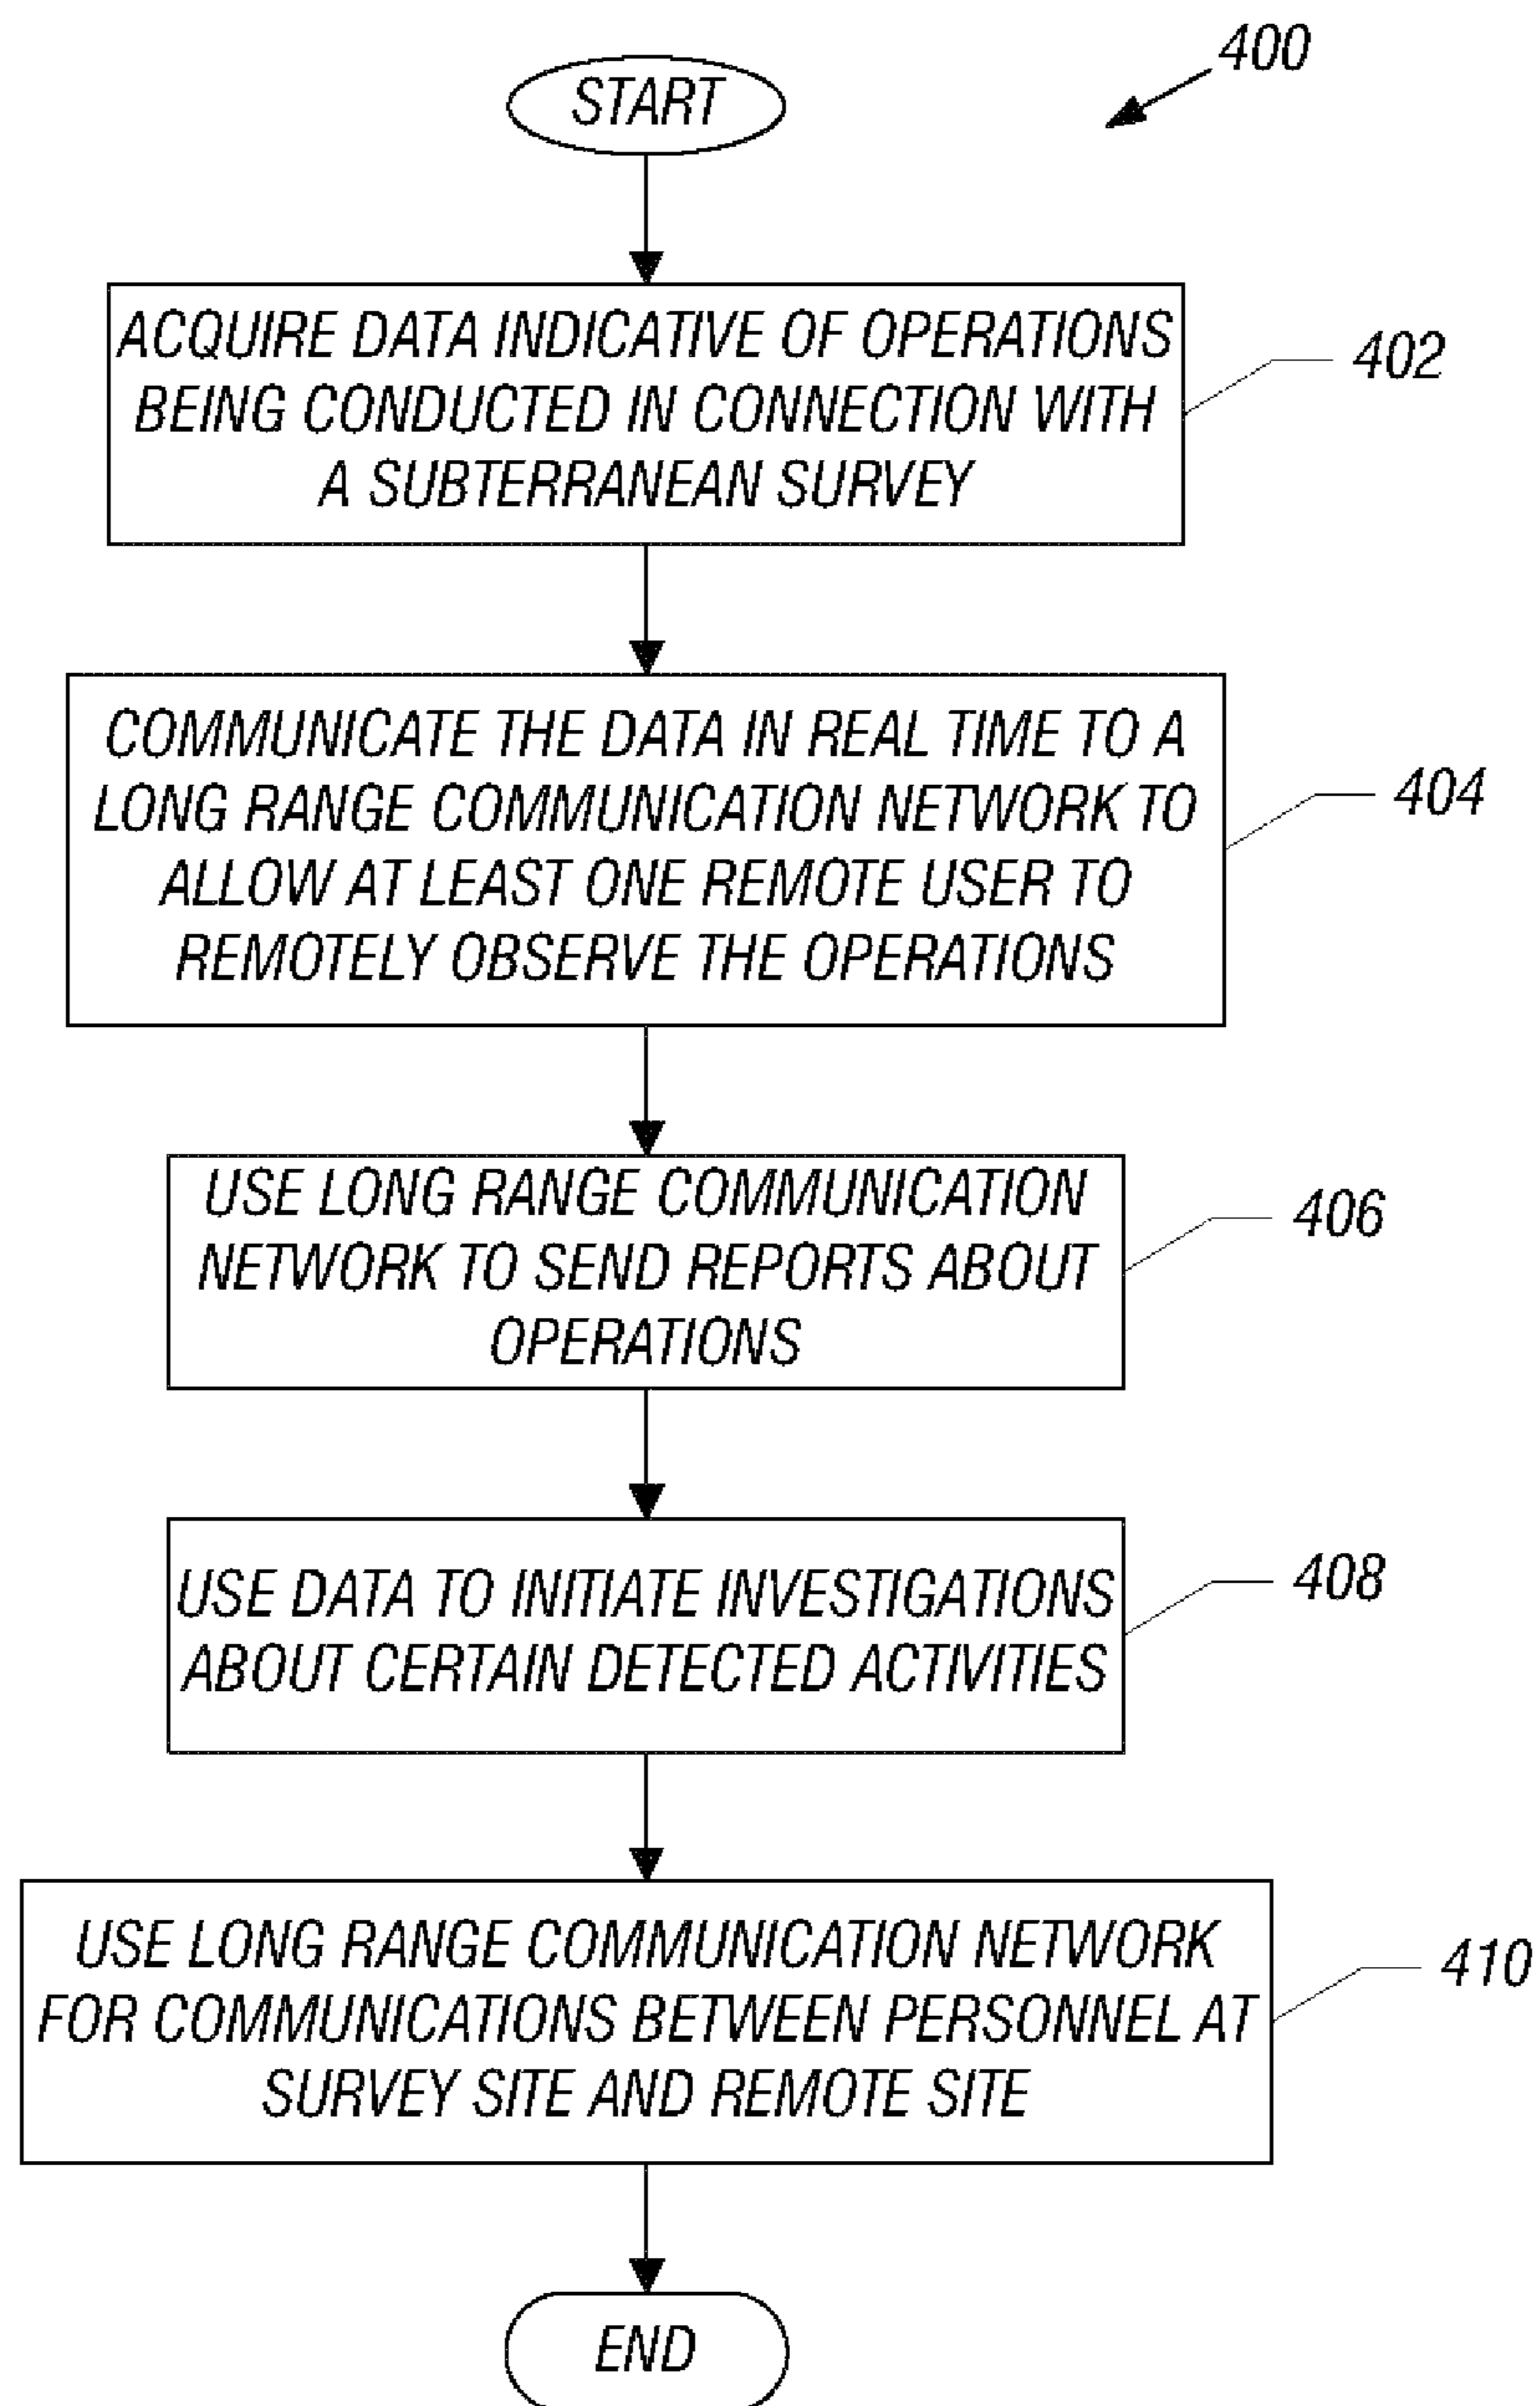 400
START
ACQUIRE DATA INDICATIVE OF OPERATIONS
BEING CONDUCTED IN CONNECTION WITH
A SUBTERRANEAN SURVEY
402
COMMUNICATE THE DATA IN REAL TIME TO A
LONG RANGE COMMUNICATION NETWORK TO
ALLOW AT LEAST ONE REMOTE USER TO
REMOTELY OBSERVE THE OPERATIONS
404
USE LONG RANGE COMMUNICATION
NETWORK TO SEND REPORTS ABOUT
OPERATIONS
406
USE DATA TO INITIATE INVESTIGATIONS
ABOUT CERTAIN DETECTED ACTIVITIES
408
USE LONG RANGE COMMUNICATION NETWORK
FOR COMMUNICATIONS BETWEEN PERSONNEL AT
SURVEY SITE AND REMOTE SITE
410
END